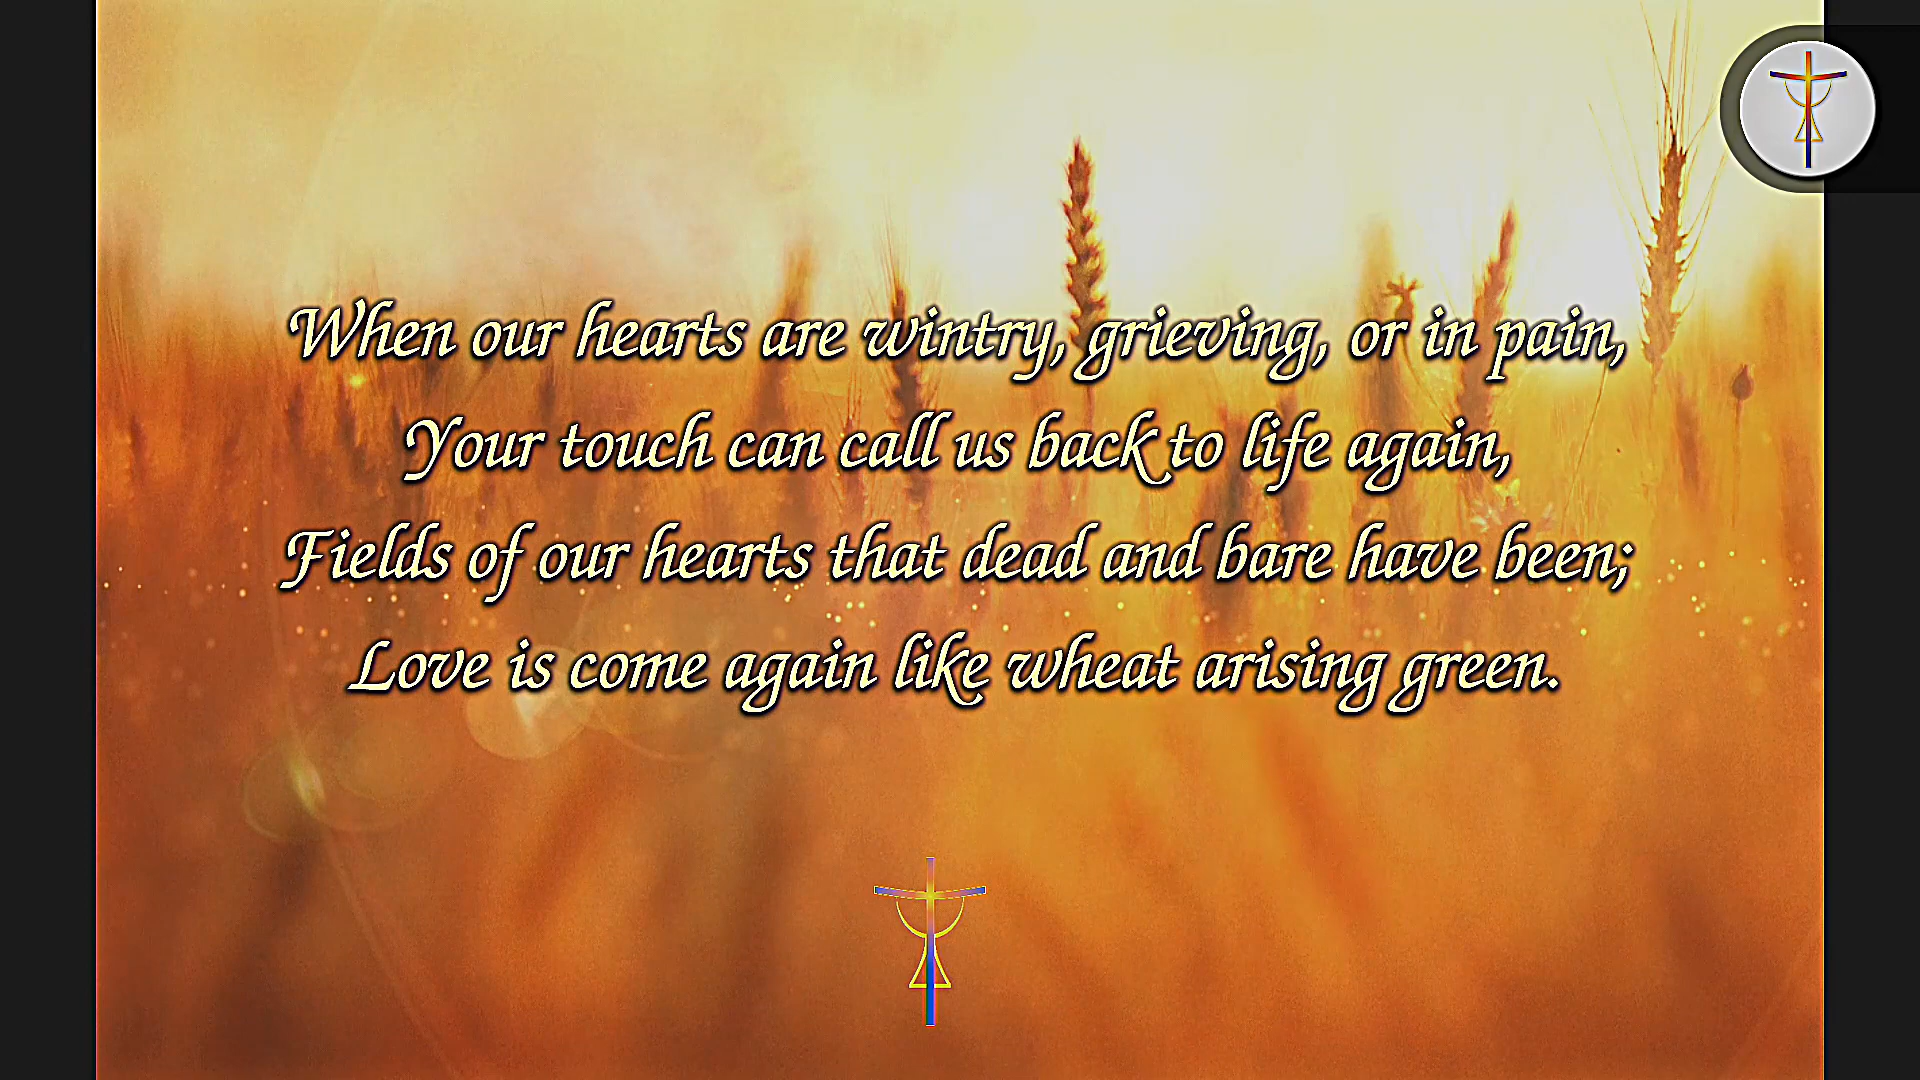 When our hearts are wintry, grieving, or in pain,
Your touch can call us back to life again,
Fields of our hearts that dead and bare have been;
Love is come again like wheat arising green.